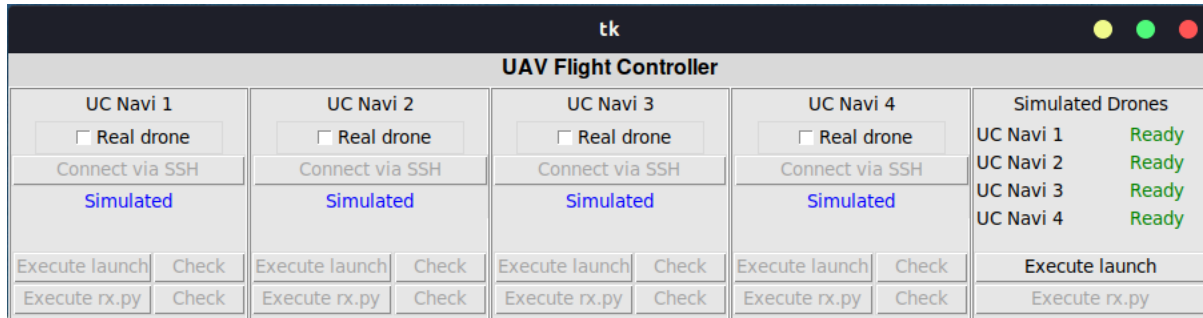 tk
UAV Flight Controller
UC Navi 1 UC Navi 2 UC Navi 3 UC Navi 4 Simulated Drones
Real drone Real drone Real drone Real drone UC Navi 1 Ready
Connect via SSH Connect via SSH Connect via SSH Connect via SSH UC Navi 2 Ready
Simulated Simulated Simulated Simulated UC Navi 3 Ready
UC Navi 4 Ready
Execute launch Check Execute launch Check Execute launch Check Execute launch Check Execute launch
Execute rx.py Check Execute rx.py Check Execute rx.py Check Execute rx.py Check Execute rx.py